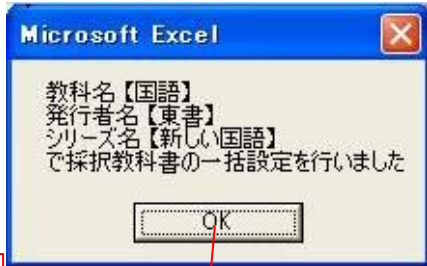 Microsoft Excel
教科名【国語】
発行者名【東書】
シリーズ名【新しい国語】
で採択教科書の一括設定を行いました
OK